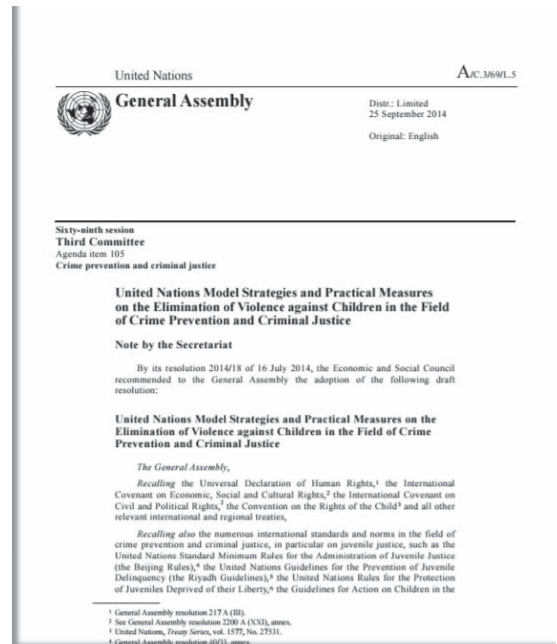 United Nations
A/C.3/69/L.5
General Assembly
Distr.: Limited
25 September 2014
Original: English
Sixty-ninth session
Third Committee
Agenda item 105
Crime prevention and criminal justice
United Nations Model Strategies and Practical Measures
on the Elimination of Violence against Children in the Field
of Crime Prevention and Criminal Justice
Note by the Secretariat
By its resolution 2014/18 of 16 July 2014, the Economic and Social Council
recommended to the General Assembly the adoption of the following draft
resolution:
United Nations Model Strategies and Practical Measures on the
Elimination of Violence against Children in the Field of Crime
Prevention and Criminal Justice
The General Assembly,
Recalling the Universal Declaration of Human Rights,¹ the International
Covenant on Economic, Social and Cultural Rights,² the International Covenant on
Civil and Political Rights,² the Convention on the Rights of the Child³ and all other
relevant international and regional treaties,
Recalling also the numerous international standards and norms in the field of
crime prevention and criminal justice, in particular on juvenile justice, such as the
United Nations Standard Minimum Rules for the Administration of Juvenile Justice
(the Beijing Rules),⁴ the United Nations Guidelines for the Prevention of Juvenile
Delinquency (the Riyadh Guidelines),⁵ the United Nations Rules for the Protection
of Juveniles Deprived of their Liberty,⁶ the Guidelines for Action on Children in the
¹ General Assembly resolution 217 A (III).
² See General Assembly resolution 2200 A (XXI), annex.
³ United Nations, Treaty Series, vol. 1577, No. 27531.
⁴ General Assembly resolution 40/33, annex.